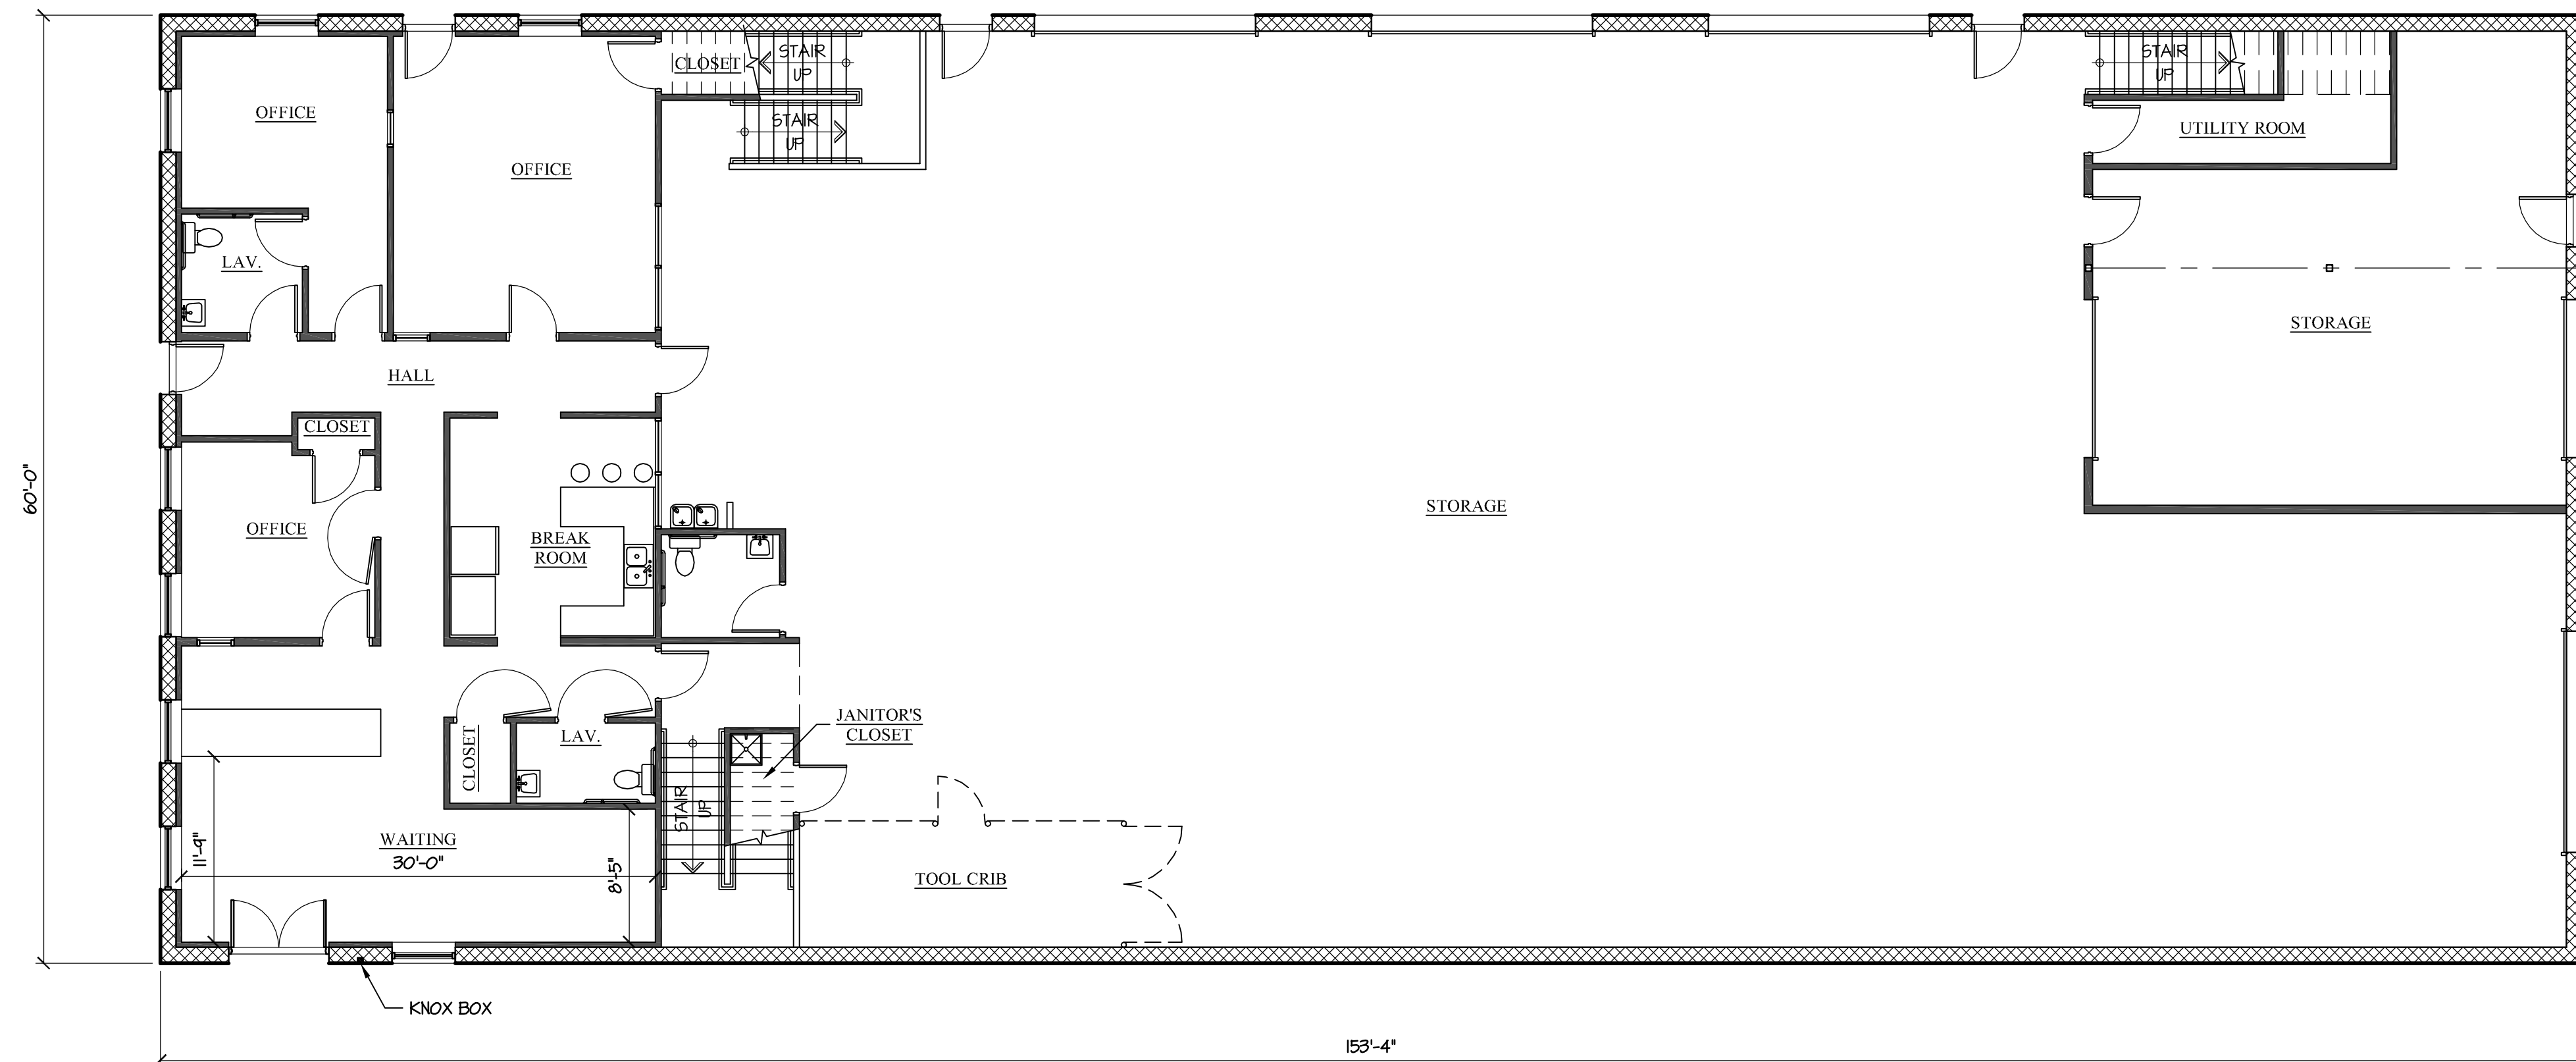 CLOSET
STAIR
UP
STAIR
UP
STAIR
UP
OFFICE
OFFICE
UTILITY ROOM
LAV.
STORAGE
HALL
CLOSET
60'-0"
OFFICE
BREAK
ROOM
STORAGE
JANITOR'S
CLOSET
CLOSET
LAV.
STAIR
UP
WAITING
30'-0"
11'-9"
8'-5"
TOOL CRIB
KNOX BOX
153'-4"